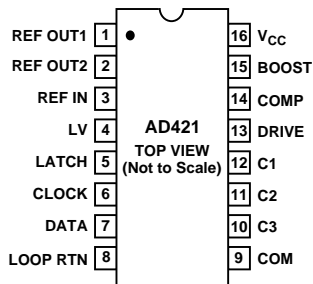 REF OUT1 1
REF OUT2 2
REF IN 3
LV 4
LATCH 5
CLOCK 6
DATA 7
LOOP RTN 8
AD421
TOP VIEW
(Not to Scale)
16 VCC
15 BOOST
14 COMP
13 DRIVE
12 C1
11 C2
10 C3
9 COM